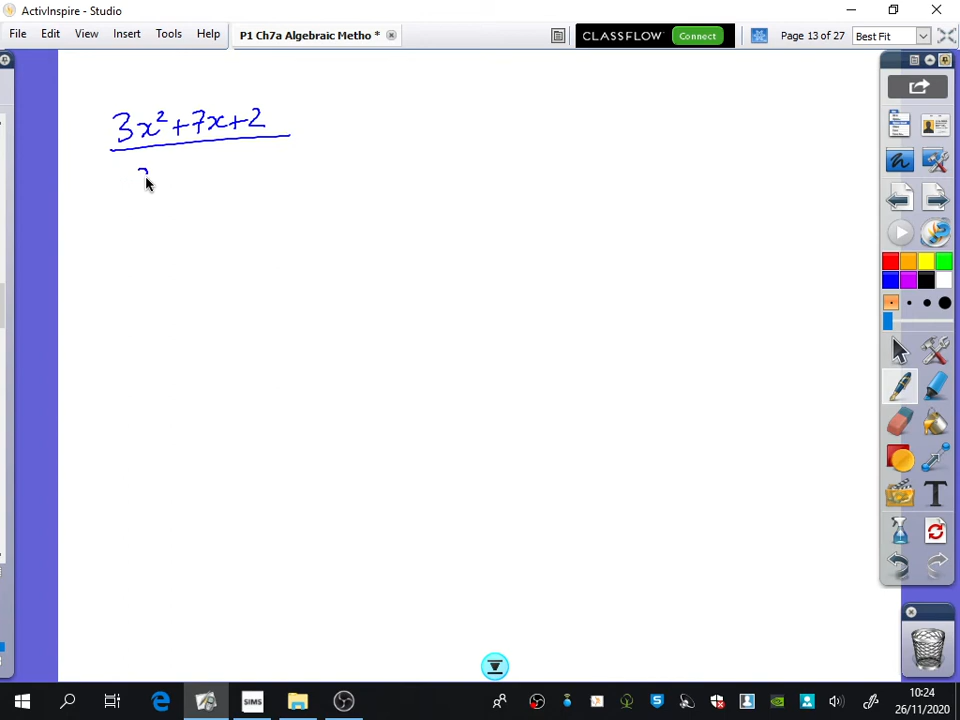 ActivInspire - Studio
File Edit View Insert Tools Help
P1 Ch7a Algebraic Metho *
CLASSFLOW Connect
Page 13 of 27
Best Fit
3x² + 7x + 2
SIMS
10:24
26/11/2020